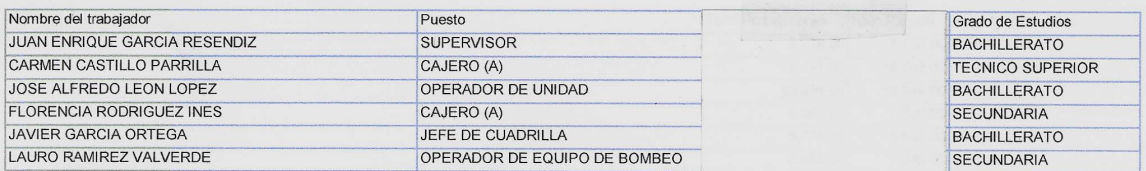 Nombre del trabajador Puesto Grado de Estudios
JUAN ENRIQUE GARCIA RESENDIZ SUPERVISOR BACHILLERATO
CARMEN CASTILLO PARRILLA CAJERO (A) TECNICO SUPERIOR
JOSE ALFREDO LEON LOPEZ OPERADOR DE UNIDAD BACHILLERATO
FLORENCIA RODRIGUEZ INES CAJERO (A) SECUNDARIA
JAVIER GARCIA ORTEGA JEFE DE CUADRILLA BACHILLERATO
LAURO RAMIREZ VALVERDE OPERADOR DE EQUIPO DE BOMBEO SECUNDARIA